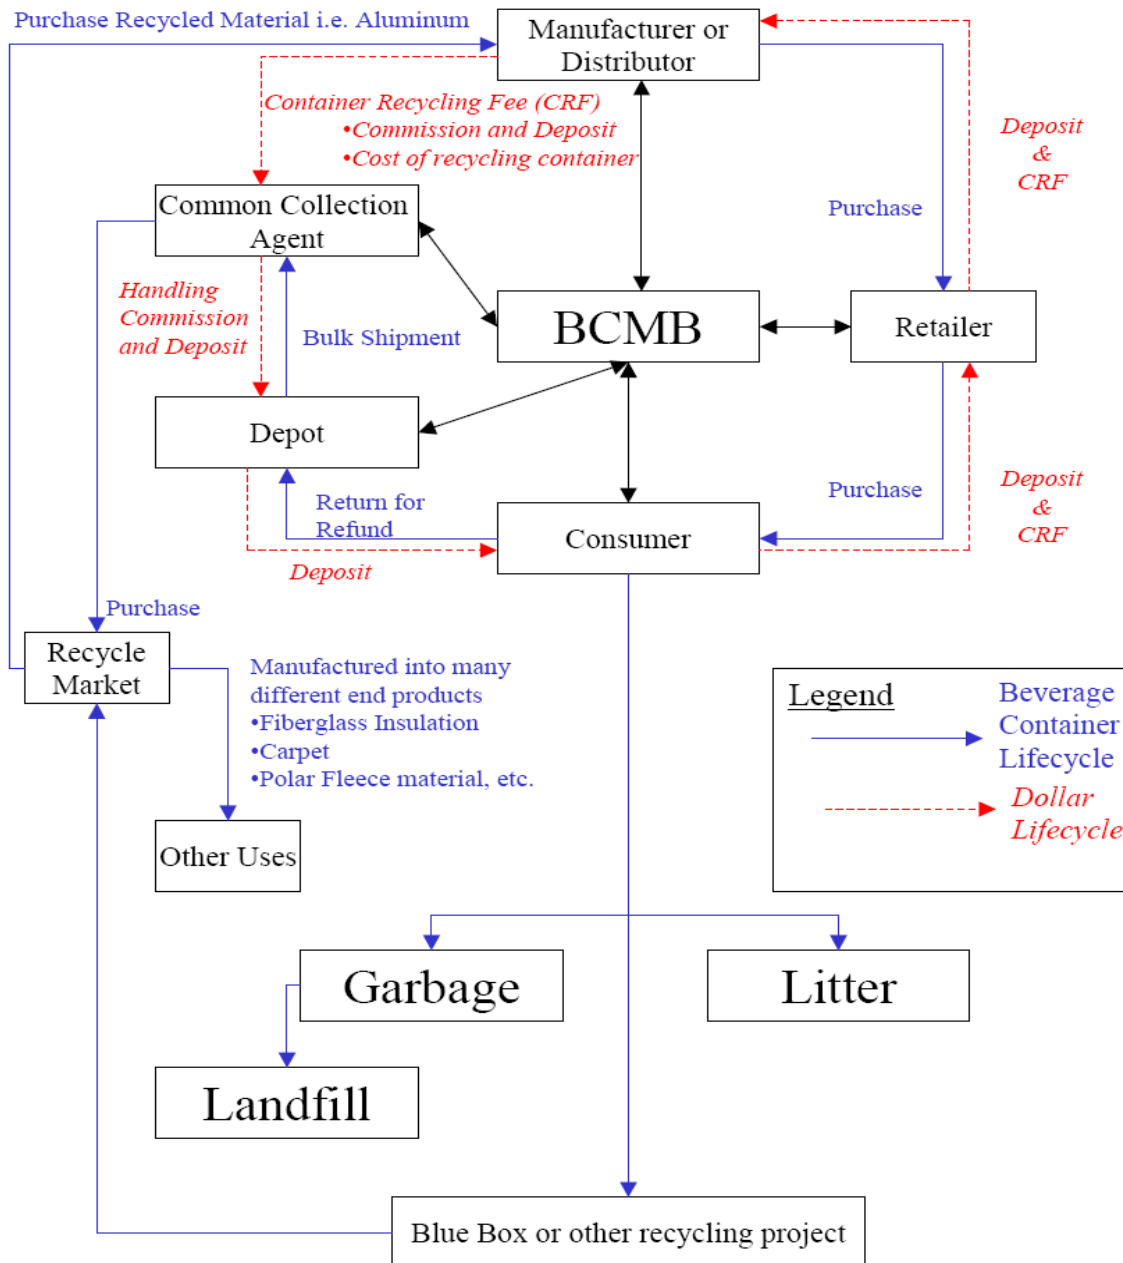 Purchase Recycled Material i.e. Aluminum
Manufacturer or
Distributor
Container Recycling Fee (CRF)
•Commission and Deposit
•Cost of recycling container
Deposit
&
CRF
Purchase
Common Collection
Agent
Handling
Commission
and Deposit
Bulk Shipment
BCMB
Retailer
Depot
Return for
Refund
Deposit
Consumer
Purchase
Deposit
&
CRF
Purchase
Recycle
Market
Manufactured into many
different end products
•Fiberglass Insulation
•Carpet
•Polar Fleece material, etc.
Other Uses
Legend
Beverage
Container
Lifecycle
Dollar
Lifecycle
Garbage
Litter
Landfill
Blue Box or other recycling project